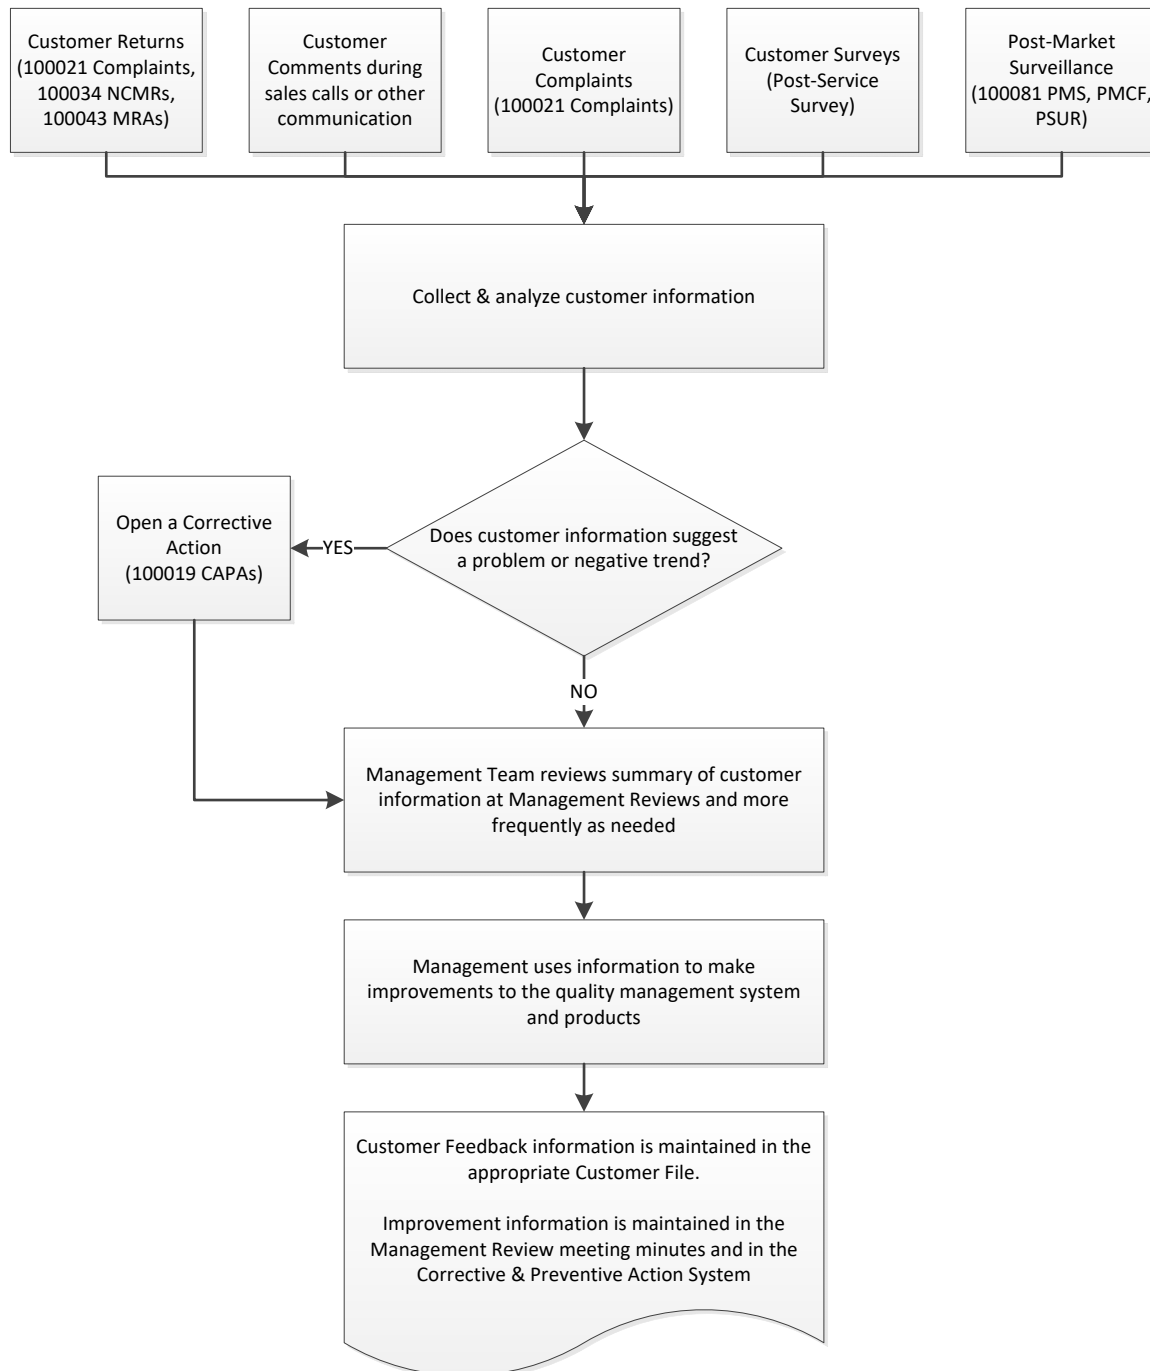 Customer Returns
(100021 Complaints,
100034 NCMRs,
100043 MRAs)
Customer
Comments during
sales calls or other
communication
Customer
Complaints
(100021 Complaints)
Customer Surveys
(Post-Service
Survey)
Post-Market
Surveillance
(100081 PMS, PMCF,
PSUR)
Collect & analyze customer information
Does customer information suggest
a problem or negative trend?
YES
Open a Corrective
Action
(100019 CAPAs)
NO
Management Team reviews summary of customer
information at Management Reviews and more
frequently as needed
Management uses information to make
improvements to the quality management system
and products
Customer Feedback information is maintained in the
appropriate Customer File.
Improvement information is maintained in the
Management Review meeting minutes and in the
Corrective & Preventive Action System